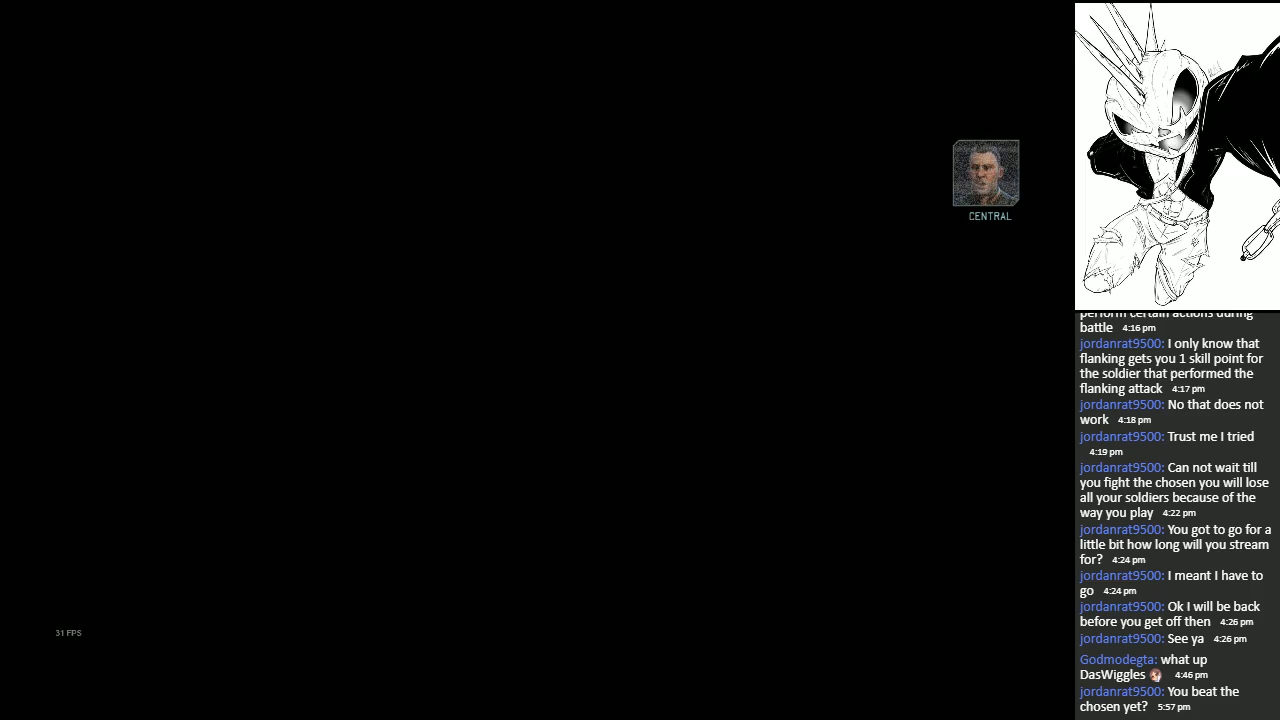 CENTRAL
31 FPS
perform certain actions during
battle 4:16 pm
jordanrat9500: I only know that
flanking gets you 1 skill point for
the soldier that performed the
flanking attack 4:17 pm
jordanrat9500: No that does not
work 4:18 pm
jordanrat9500: Trust me I tried
4:19 pm
jordanrat9500: Can not wait till
you fight the chosen you will lose
all your soldiers because of the
way you play 4:22 pm
jordanrat9500: You got to go for a
little bit how long will you stream
for? 4:24 pm
jordanrat9500: I meant I have to
go 4:24 pm
jordanrat9500: Ok I will be back
before you get off then 4:26 pm
jordanrat9500: See ya 4:26 pm
Godmodegta: what up
DasWiggles 4:46 pm
jordanrat9500: You beat the
chosen yet? 5:57 pm